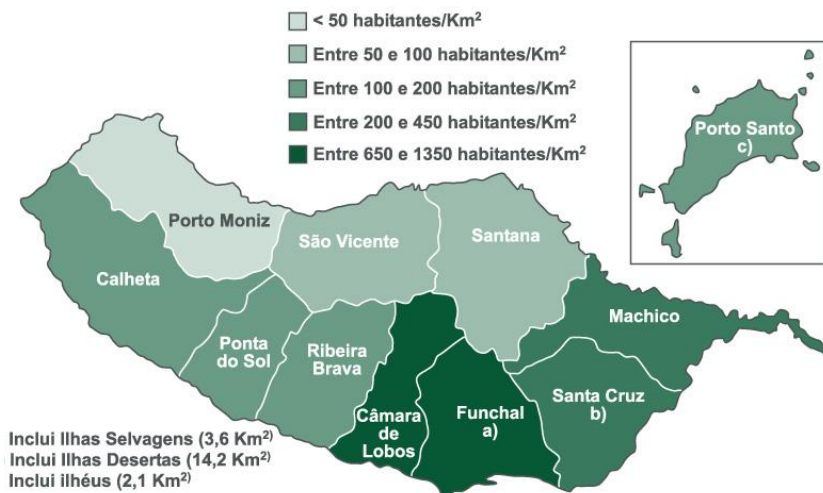 < 50 habitantes/Km²
Entre 50 e 100 habitantes/Km²
Entre 100 e 200 habitantes/Km²
Entre 200 e 450 habitantes/Km²
Entre 650 e 1350 habitantes/Km²
Porto Santo
c)
Porto Moniz
São Vicente
Santana
Calheta
Machico
Ponta
do Sol
Ribeira
Brava
Câmara
de
Lobos
Funchal
a)
Santa Cruz
b)
Inclui Ilhas Selvagens (3,6 Km²)
Inclui Ilhas Desertas (14,2 Km²)
Inclui ilhéus (2,1 Km²)